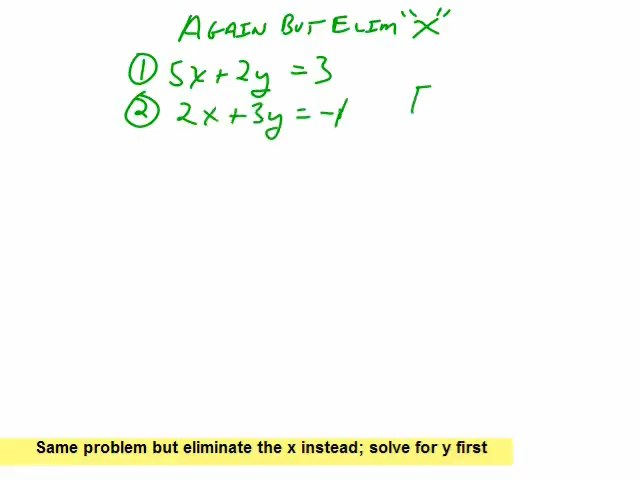 AGAIN BUT ELIM "X"
① 5x + 2y = 3
② 2x + 3y = -1
Same problem but eliminate the x instead; solve for y first